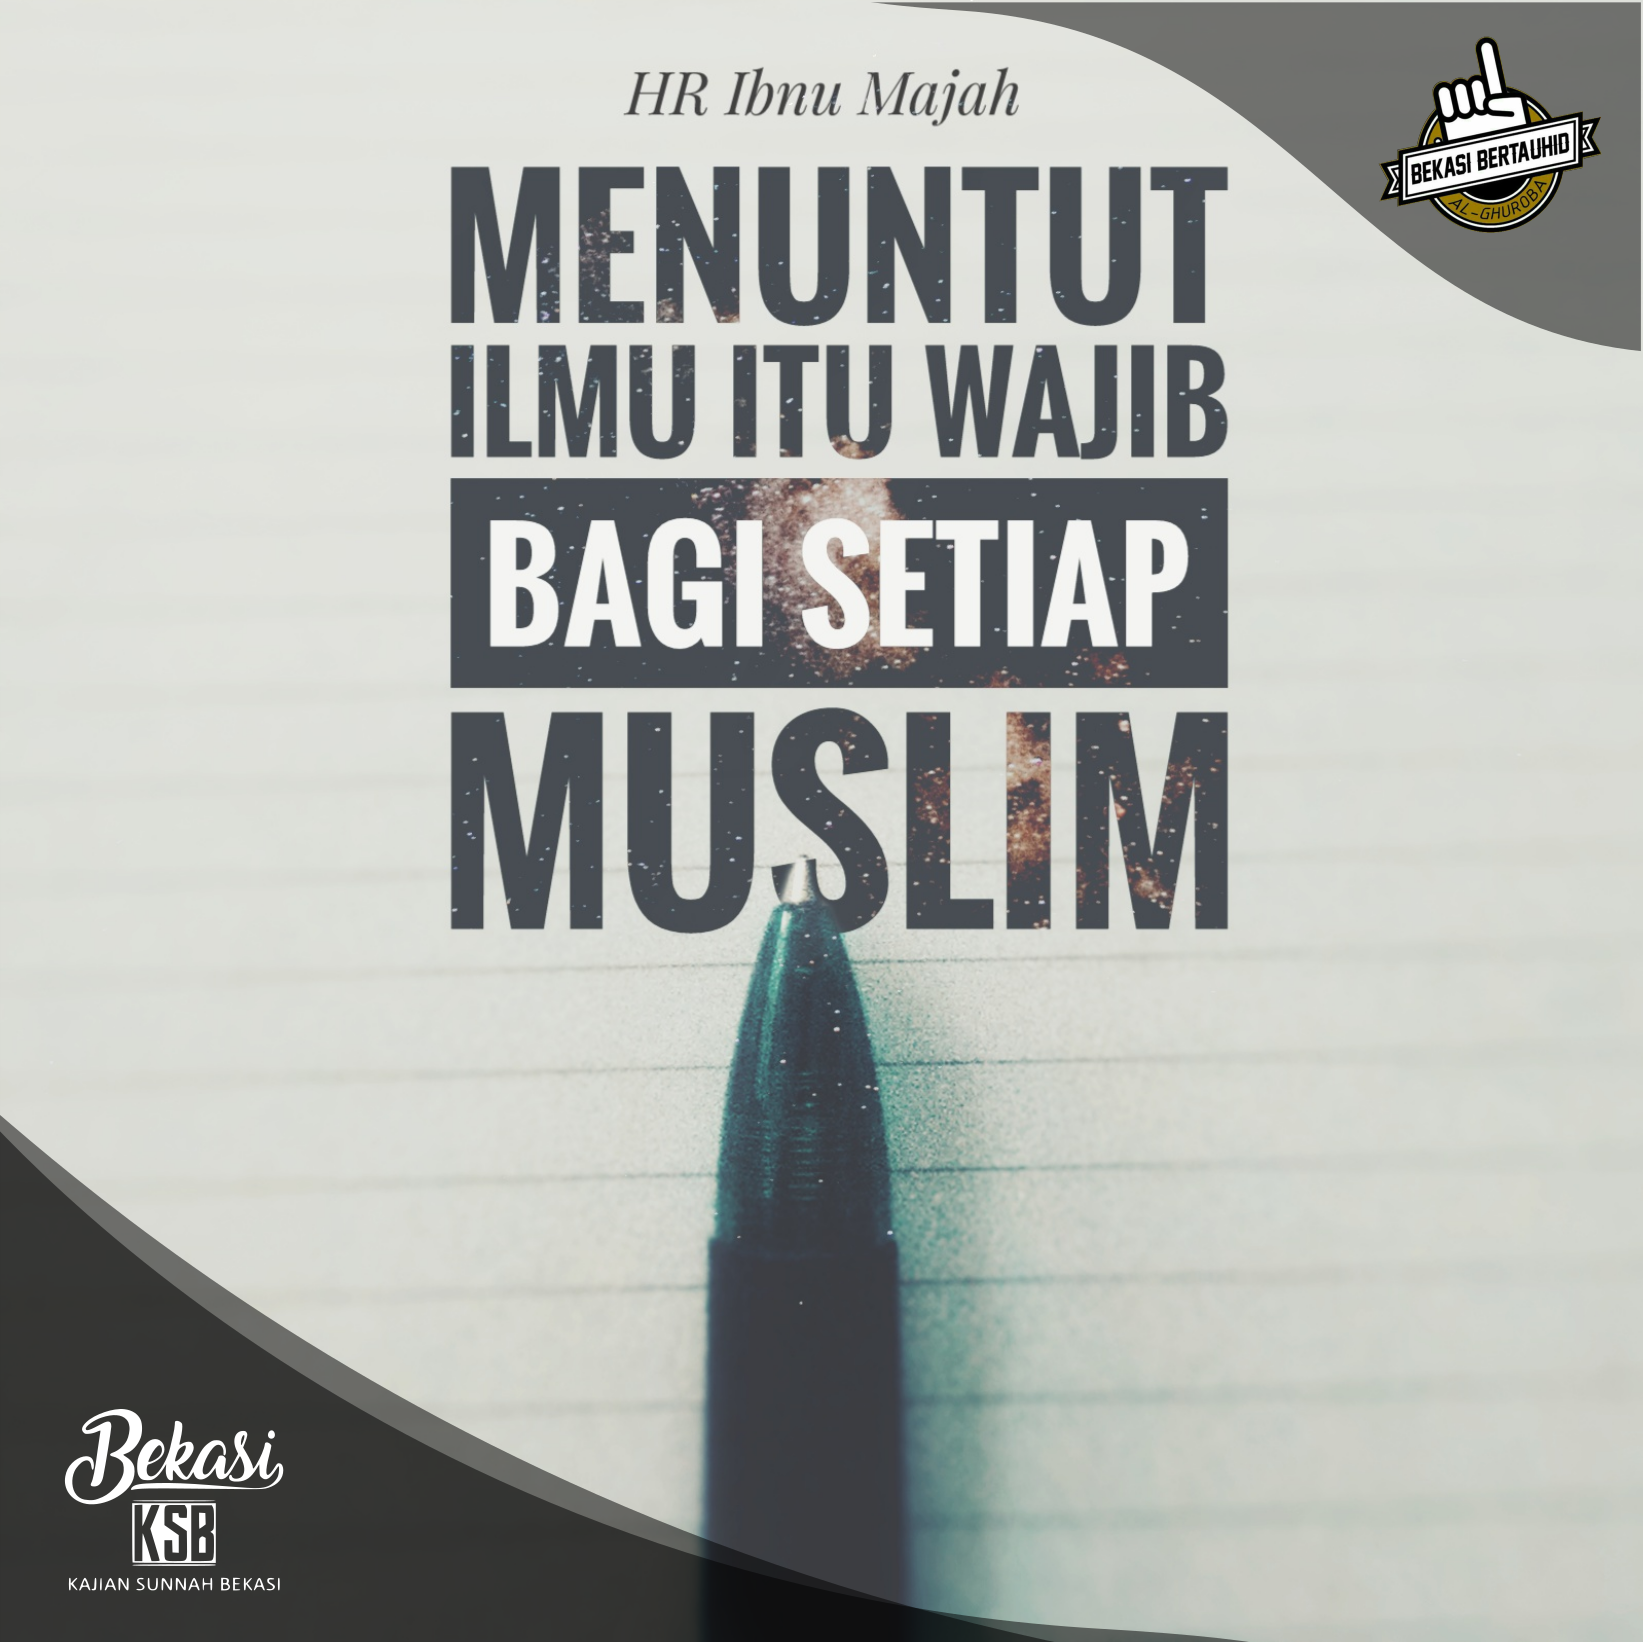 HR Ibnu Majah
MENUNTUT
ILMU ITU WAJIB
BAGI SETIAP
MUSLIM
BEKASI BERTAUHID
AL-GHUROBA
Bekasi
KSB
KAJIAN SUNNAH BEKASI